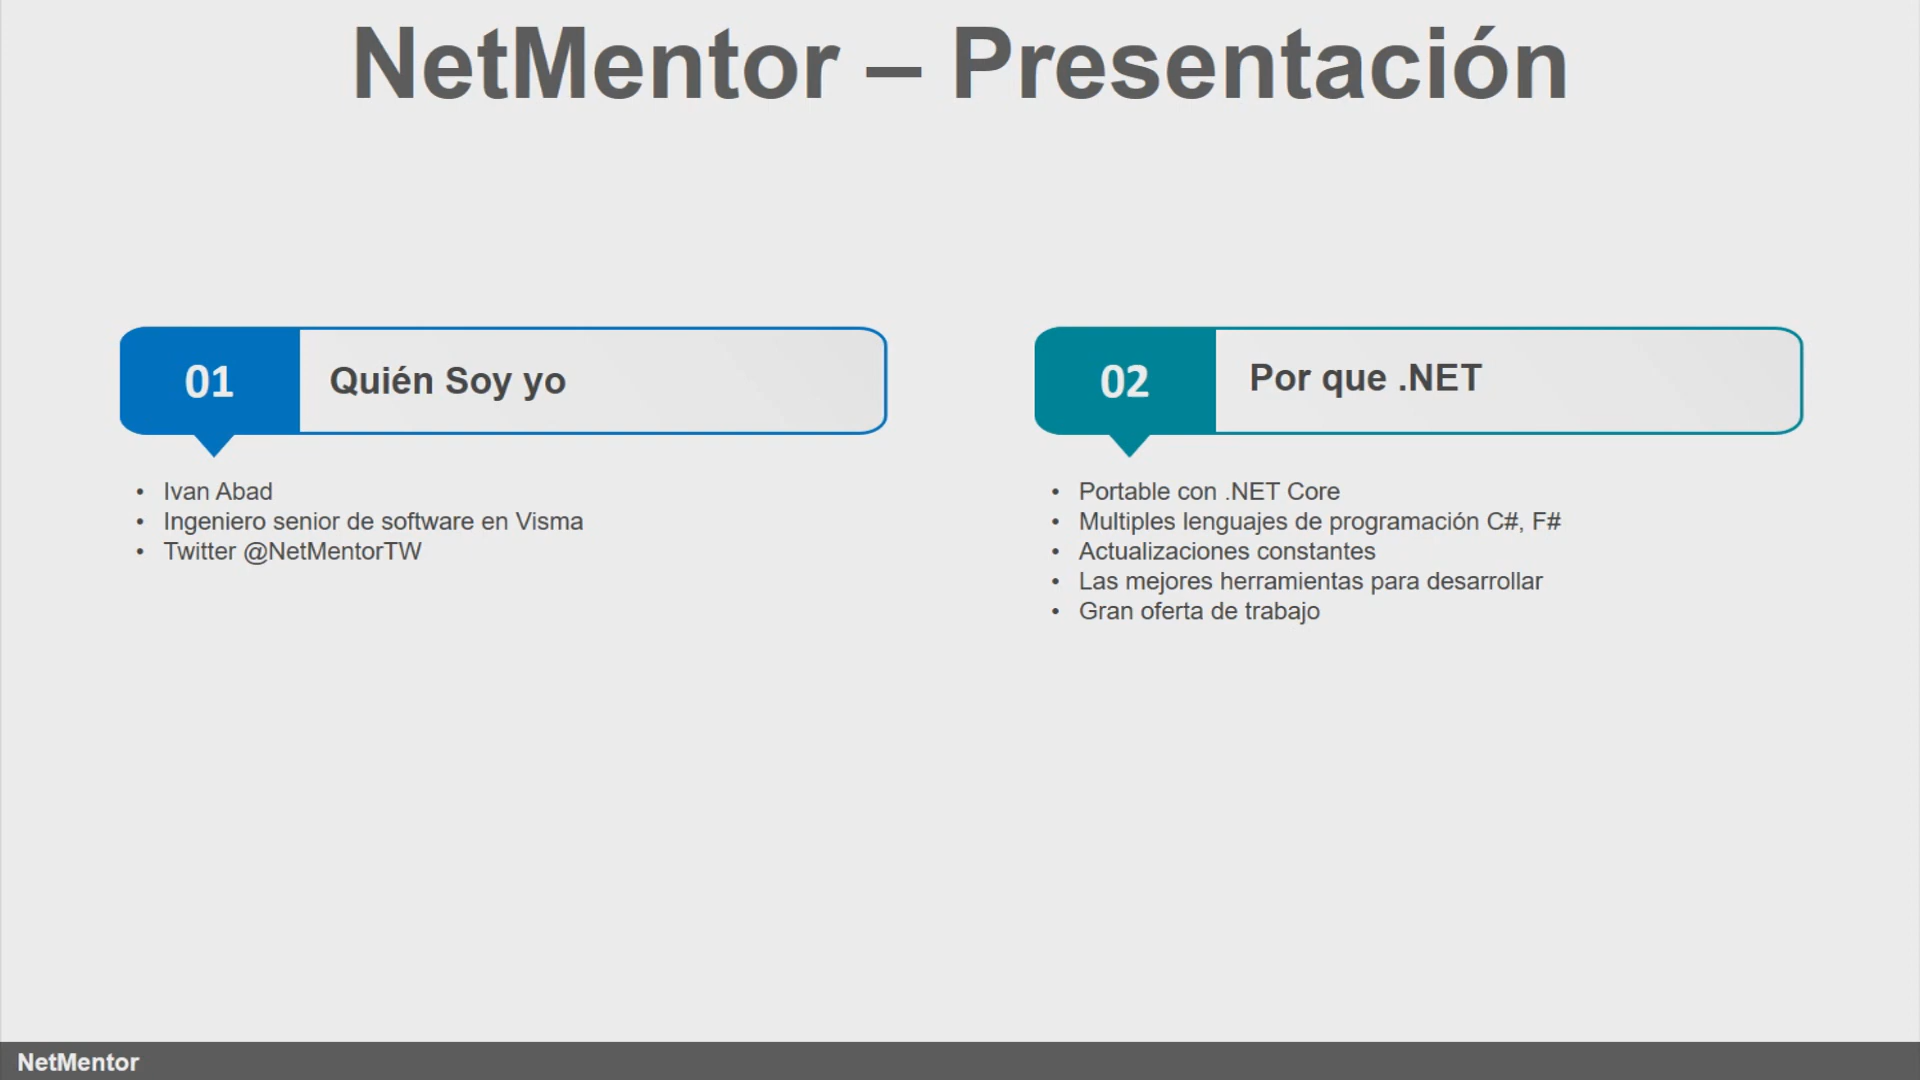 NetMentor – Presentación
01
Quién Soy yo
• Ivan Abad
• Ingeniero senior de software en Visma
• Twitter @NetMentorTW
02
Por que .NET
• Portable con .NET Core
• Multiples lenguajes de programación C#, F#
• Actualizaciones constantes
• Las mejores herramientas para desarrollar
• Gran oferta de trabajo
NetMentor